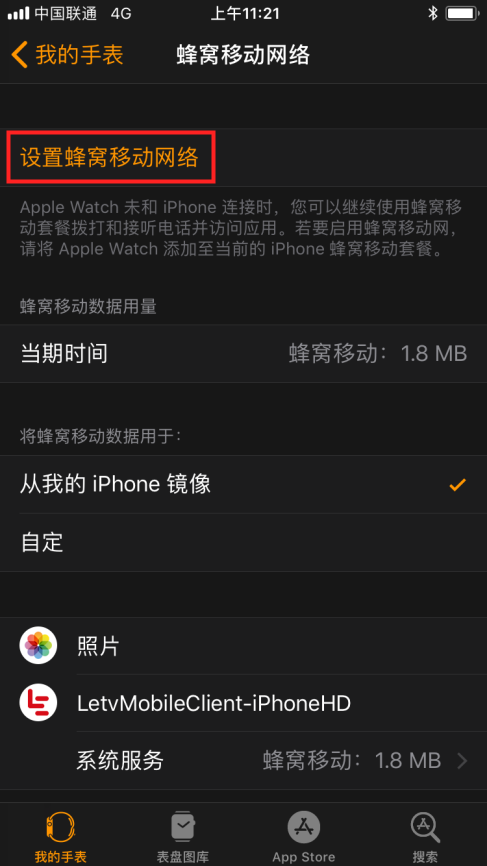 中国联通 4G 上午11:21
我的手表 蜂窝移动网络
设置蜂窝移动网络
Apple Watch 未和 iPhone 连接时，您可以继续使用蜂窝移
动套餐拨打和接听电话并访问应用。若要启用蜂窝移动网，
请将 Apple Watch 添加至当前的 iPhone 蜂窝移动套餐。
蜂窝移动数据用量
当期时间 蜂窝移动：1.8 MB
将蜂窝移动数据用于：
从我的 iPhone 镜像
自定
照片
LetvMobileClient-iPhoneHD
系统服务 蜂窝移动：1.8 MB
我的手表 表盘图库 App Store 搜索